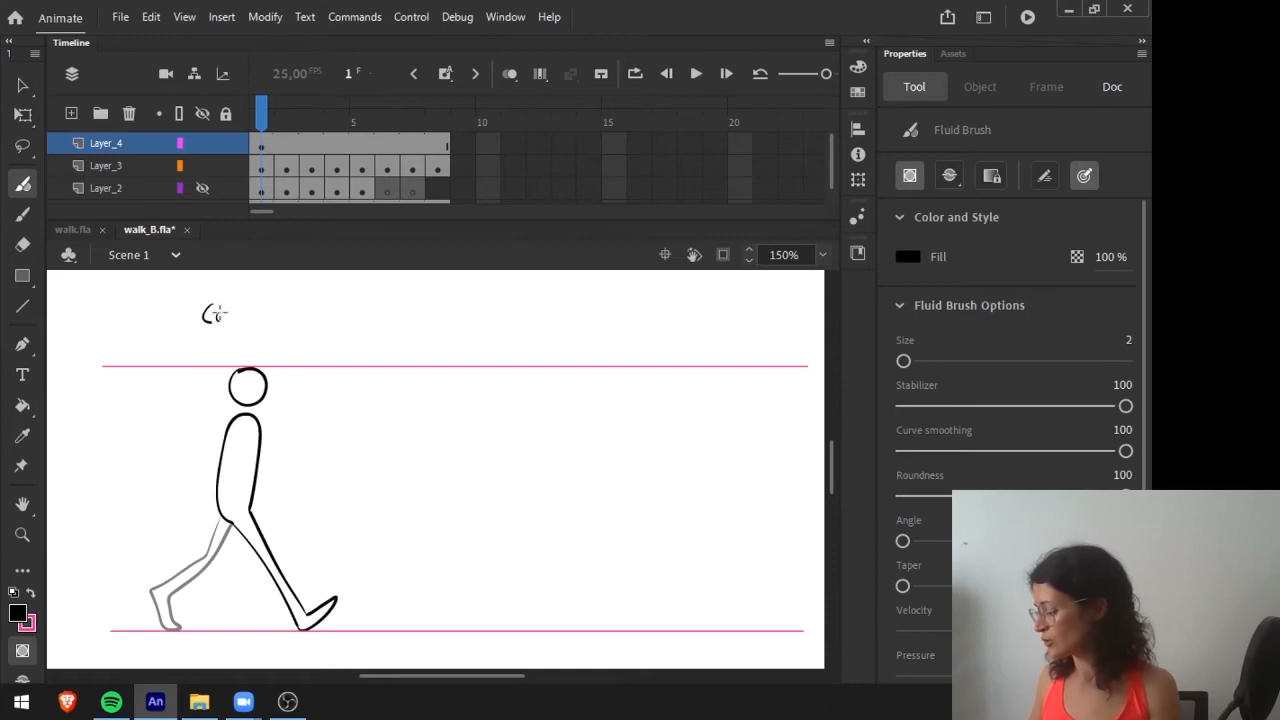 Animate File Edit View Insert Modify Text Commands Control Debug Window Help
Timeline
25,00 FPS 1 F
5 10 15 20
Layer_4
Layer_3
Layer_2
walk.fla walk_B.fla*
Scene 1 150%
Properties Assets
Tool Object Frame Doc
Fluid Brush
Color and Style
Fill 100 %
Fluid Brush Options
Size 2
Stabilizer 100
Curve smoothing 100
Roundness 100
Angle
Taper
Velocity
Pressure
T
An